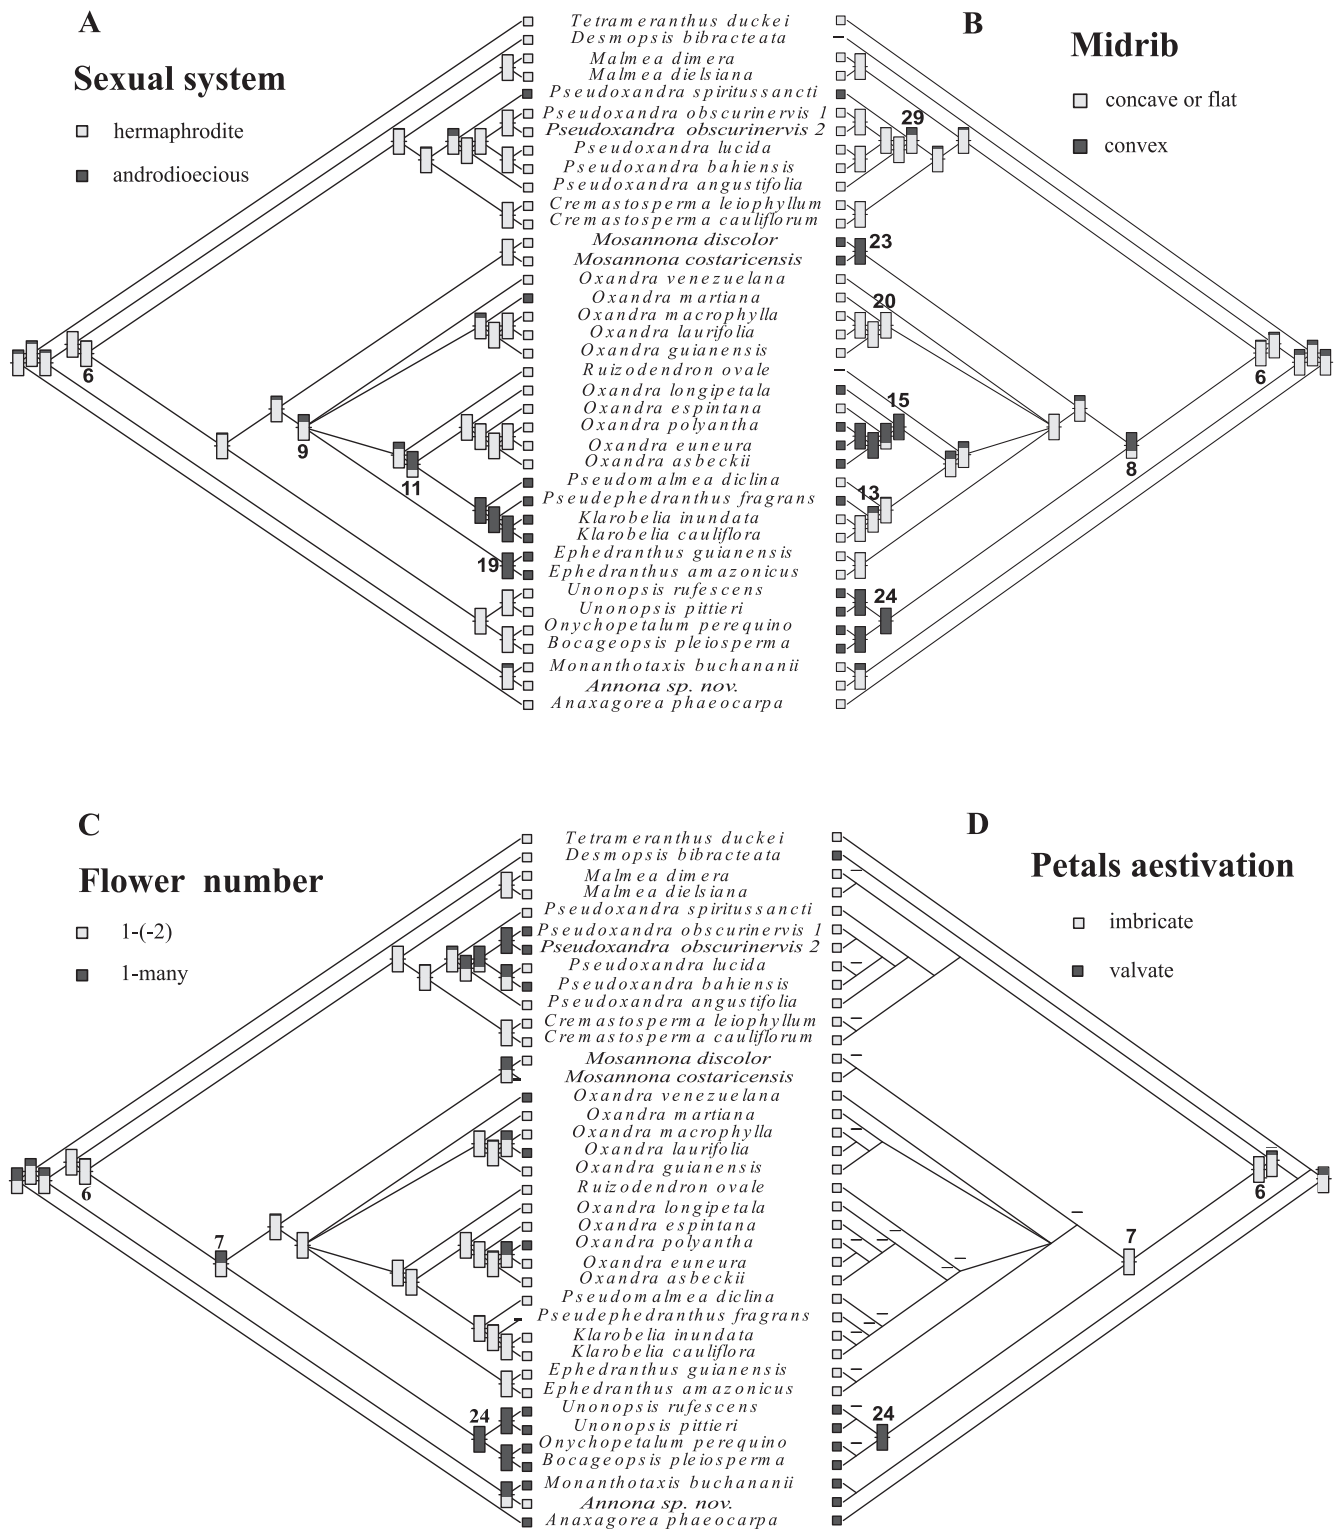 A
B
Sexual system
hermaphrodite
androdioecious
Midrib
concave or flat
convex
Tetrameranthus duckei
Desmopsis bibracteata
Malmea dimera
Malmea dielsiana
Pseudoxandra spiritussancti
Pseudoxandra obscurinervis 1
Pseudoxandra obscurinervis 2
Pseudoxandra lucida
Pseudoxandra bahiensis
Pseudoxandra angustifolia
Cremastosperma leiophyllum
Cremastosperma cauliflorum
Mosannona discolor
Mosannona costaricensis
Oxandra venezuelana
Oxandra martiana
Oxandra macrophylla
Oxandra laurifolia
Oxandra guianensis
Ruizodendron ovale
Oxandra longipetala
Oxandra espintana
Oxandra polyantha
Oxandra euneura
Oxandra asbeckii
Pseudomalmea diclina
Pseudephedranthus fragrans
Klarobelia inundata
Klarobelia cauliflora
Ephedranthus guianensis
Ephedranthus amazonicus
Unonopsis rufescens
Unonopsis pittieri
Onychopetalum perequino
Bocageopsis pleiosperma
Monanthotaxis buchananii
Annona sp. nov.
Anaxagorea phaeocarpa
6
9
11
19
29
23
20
15
13
24
8
6
C
D
Flower number
1-(-2)
1-many
Petals aestivation
imbricate
valvate
Tetrameranthus duckei
Desmopsis bibracteata
Malmea dimera
Malmea dielsiana
Pseudoxandra spiritussancti
Pseudoxandra obscurinervis 1
Pseudoxandra obscurinervis 2
Pseudoxandra lucida
Pseudoxandra bahiensis
Pseudoxandra angustifolia
Cremastosperma leiophyllum
Cremastosperma cauliflorum
Mosannona discolor
Mosannona costaricensis
Oxandra venezuelana
Oxandra martiana
Oxandra macrophylla
Oxandra laurifolia
Oxandra guianensis
Ruizodendron ovale
Oxandra longipetala
Oxandra espintana
Oxandra polyantha
Oxandra euneura
Oxandra asbeckii
Pseudomalmea diclina
Pseudephedranthus fragrans
Klarobelia inundata
Klarobelia cauliflora
Ephedranthus guianensis
Ephedranthus amazonicus
Unonopsis rufescens
Unonopsis pittieri
Onychopetalum perequino
Bocageopsis pleiosperma
Monanthotaxis buchananii
Annona sp. nov.
Anaxagorea phaeocarpa
6
7
24
6
7
24